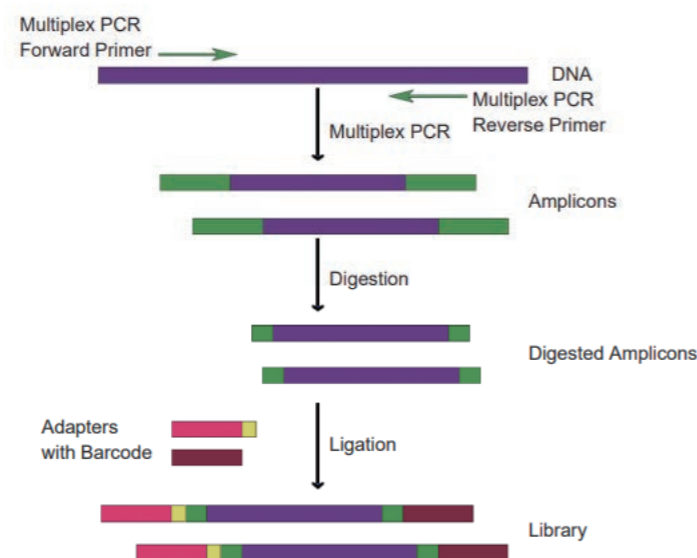 Multiplex PCR
Forward Primer
DNA
Multiplex PCR
Reverse Primer
Multiplex PCR
Amplicons
Digestion
Digested Amplicons
Adapters
with Barcode
Ligation
Library